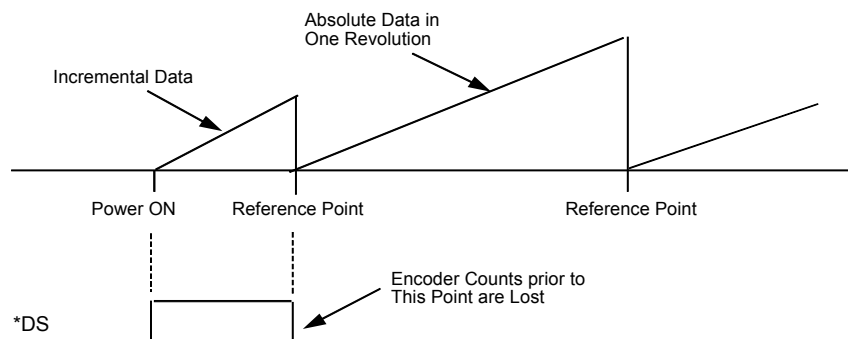 Absolute Data in
One Revolution
Incremental Data
Power ON
Reference Point
Reference Point
Encoder Counts prior to
This Point are Lost
*DS